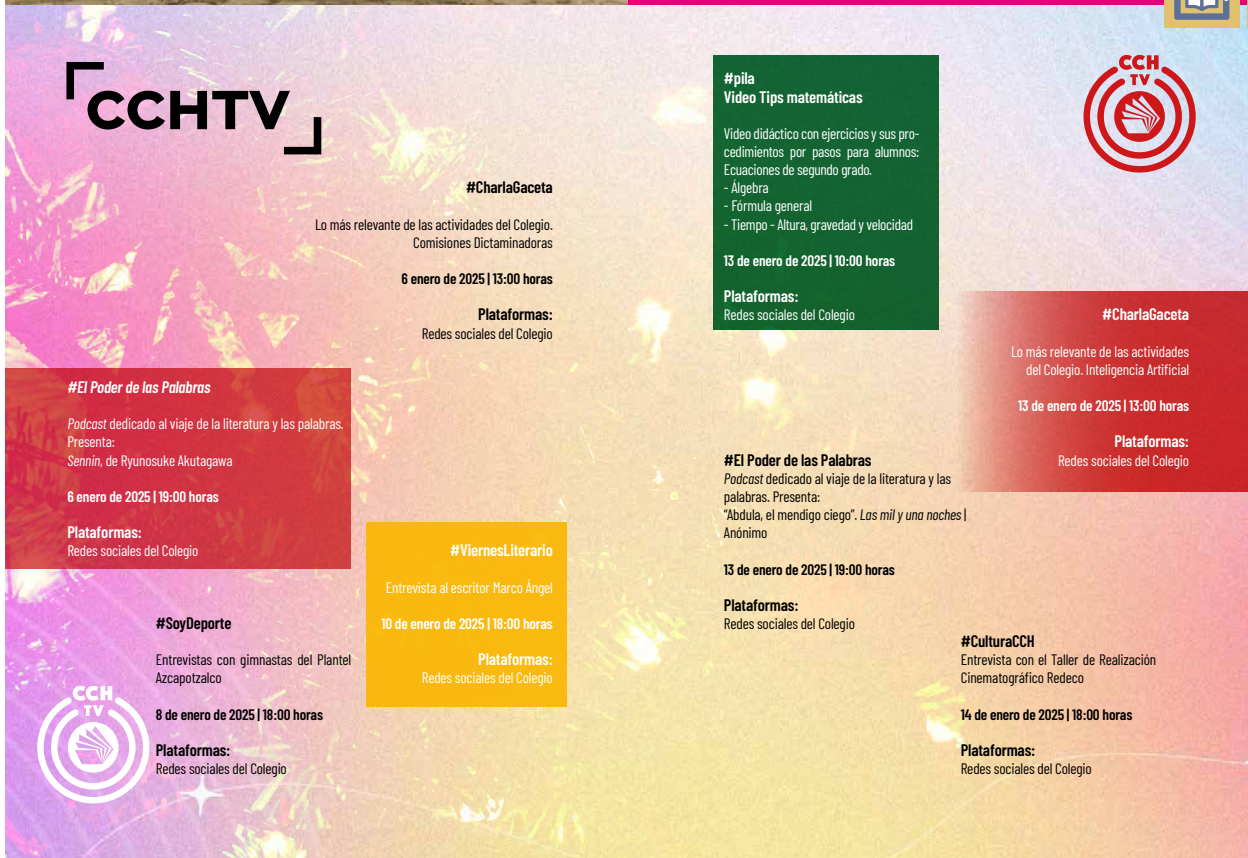 CCHTV
#CharlaGaceta
Lo más relevante de las actividades del Colegio.
Comisiones Dictaminadoras
6 enero de 2025 | 13:00 horas
Plataformas:
Redes sociales del Colegio
#El Poder de las Palabras
Podcast dedicado al viaje de la literatura y las palabras.
Presenta:
Sennin, de Ryunosuke Akutagawa
6 enero de 2025 | 19:00 horas
Plataformas:
Redes sociales del Colegio
#ViernesLiterario
Entrevista al escritor Marco Ángel
10 de enero de 2025 | 18:00 horas
Plataformas:
Redes sociales del Colegio
#SoyDeporte
Entrevistas con gimnastas del Plantel
Azcapotzalco
8 de enero de 2025 | 18:00 horas
Plataformas:
Redes sociales del Colegio
CCH
TV
#pila
Video Tips matemáticas
Video didáctico con ejercicios y sus pro-
cedimientos por pasos para alumnos:
Ecuaciones de segundo grado.
- Álgebra
- Fórmula general
- Tiempo - Altura, gravedad y velocidad
13 de enero de 2025 | 10:00 horas
Plataformas:
Redes sociales del Colegio
CCH
TV
#CharlaGaceta
Lo más relevante de las actividades
del Colegio. Inteligencia Artificial
13 de enero de 2025 | 13:00 horas
Plataformas:
Redes sociales del Colegio
#El Poder de las Palabras
Podcast dedicado al viaje de la literatura y las
palabras. Presenta:
"Abdula, el mendigo ciego". Las mil y una noches |
Anónimo
13 de enero de 2025 | 19:00 horas
Plataformas:
Redes sociales del Colegio
#CulturaCCH
Entrevista con el Taller de Realización
Cinematográfico Redeco
14 de enero de 2025 | 18:00 horas
Plataformas:
Redes sociales del Colegio